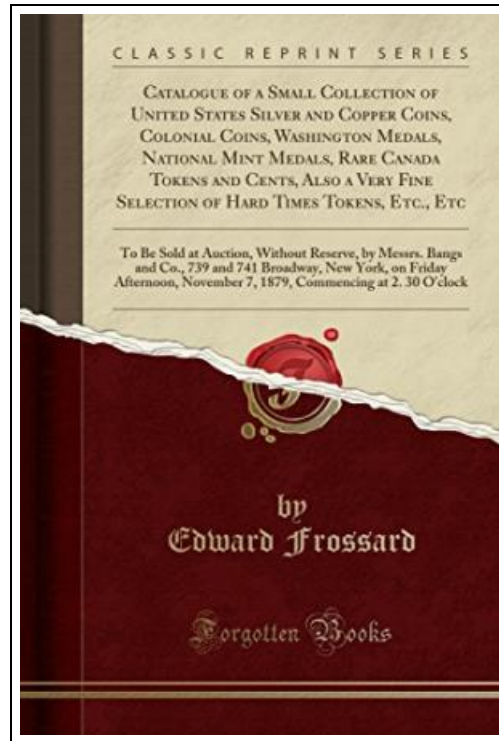 CLASSIC REPRINT SERIES
CATALOGUE OF A SMALL COLLECTION OF
UNITED STATES SILVER AND COPPER COINS,
COLONIAL COINS, WASHINGTON MEDALS,
NATIONAL MINT MEDALS, RARE CANADA
TOKENS AND CENTS, ALSO A VERY FINE
SELECTION OF HARD TIMES TOKENS, ETC., ETC
To Be Sold at Auction, Without Reserve, by Messrs. Bangs
and Co., 739 and 741 Broadway, New York, on Friday
Afternoon, November 7, 1879, Commencing at 2. 30 O'clock
by
Edward Frossard
Forgotten Books